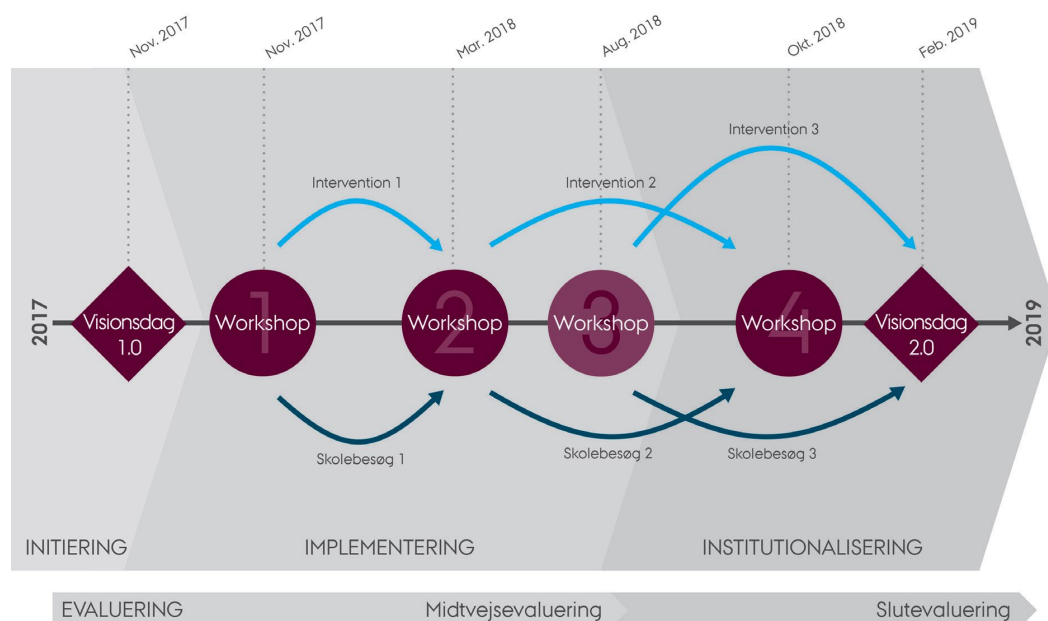 Nov. 2017
Nov. 2017
Mar. 2018
Aug. 2018
Okt. 2018
Feb. 2019
Intervention 3
Intervention 1
Intervention 2
2017
Visionsdag
1.0
1
Workshop
2
Workshop
3
Workshop
4
Workshop
Visionsdag
2.0
2019
Skolebesøg 1
Skolebesøg 2
Skolebesøg 3
INITIERING
IMPLEMENTERING
INSTITUTIONALISERING
EVALUERING
Midtvejsevaluering
Slutevaluering